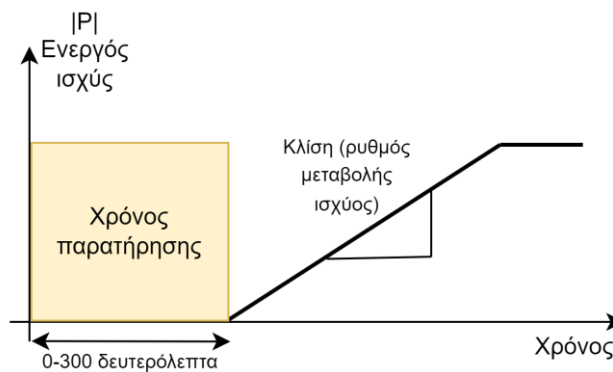 |P|
Ενεργός
ισχύς
Κλίση (ρυθμός
μεταβολής
ισχύος)
Χρόνος
παρατήρησης
Χρόνος
0-300 δευτερόλεπτα